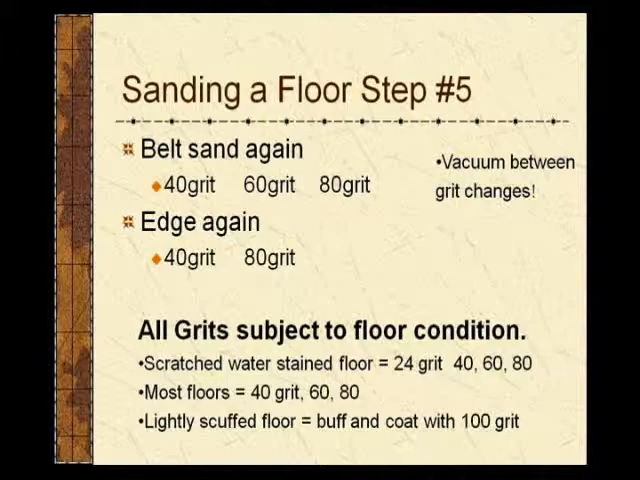 Sanding a Floor Step #5
Belt sand again
40grit 60grit 80grit
Edge again
40grit 80grit
•Vacuum between
grit changes!
All Grits subject to floor condition.
•Scratched water stained floor = 24 grit 40, 60, 80
•Most floors = 40 grit, 60, 80
•Lightly scuffed floor = buff and coat with 100 grit